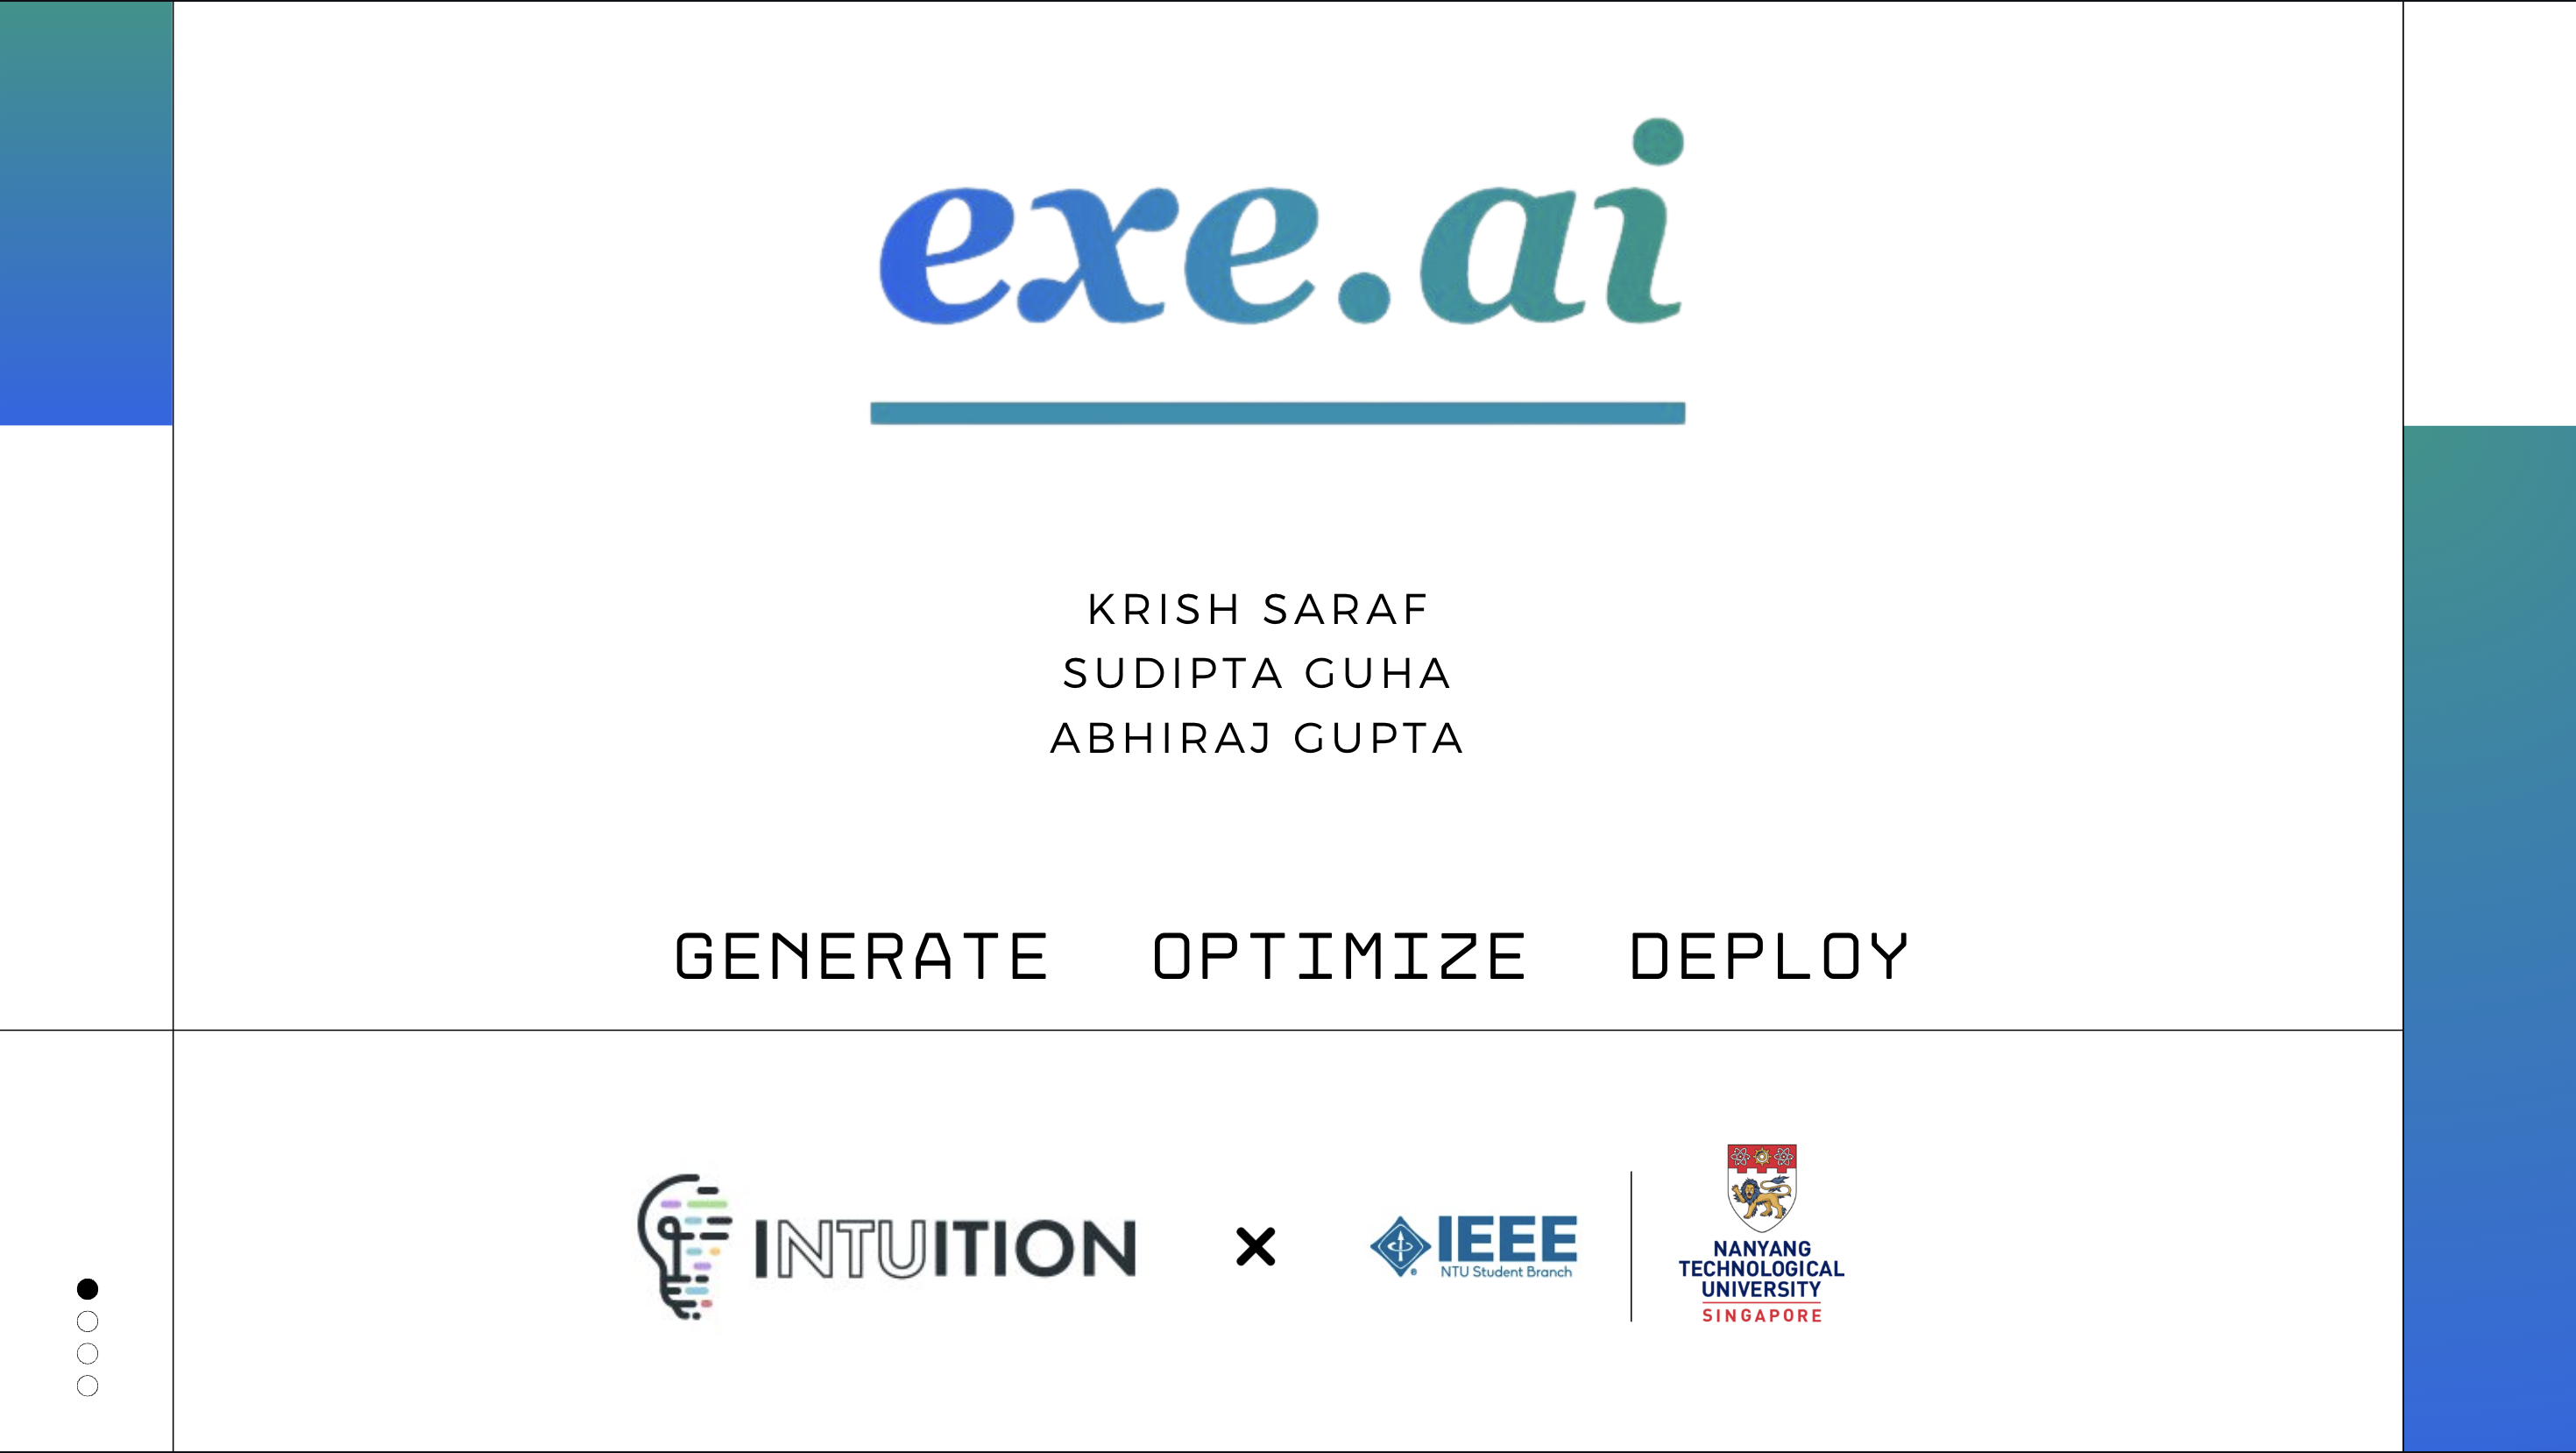 exe.ai
KRISH SARAF
SUDIPTA GUHA
ABHIRAJ GUPTA
GENERATE OPTIMIZE DEPLOY
INTUITION
IEEE
NTU Student Branch
NANYANG
TECHNOLOGICAL
UNIVERSITY
SINGAPORE